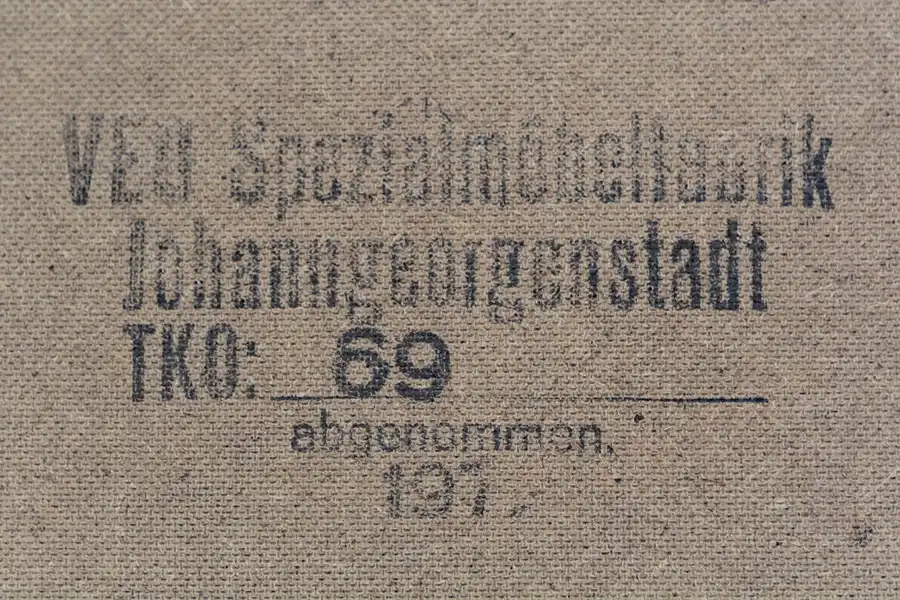 VEB Spezialmöbelfabrik
Johanngeorgenstadt
TKO: 69
abgenommen.
197